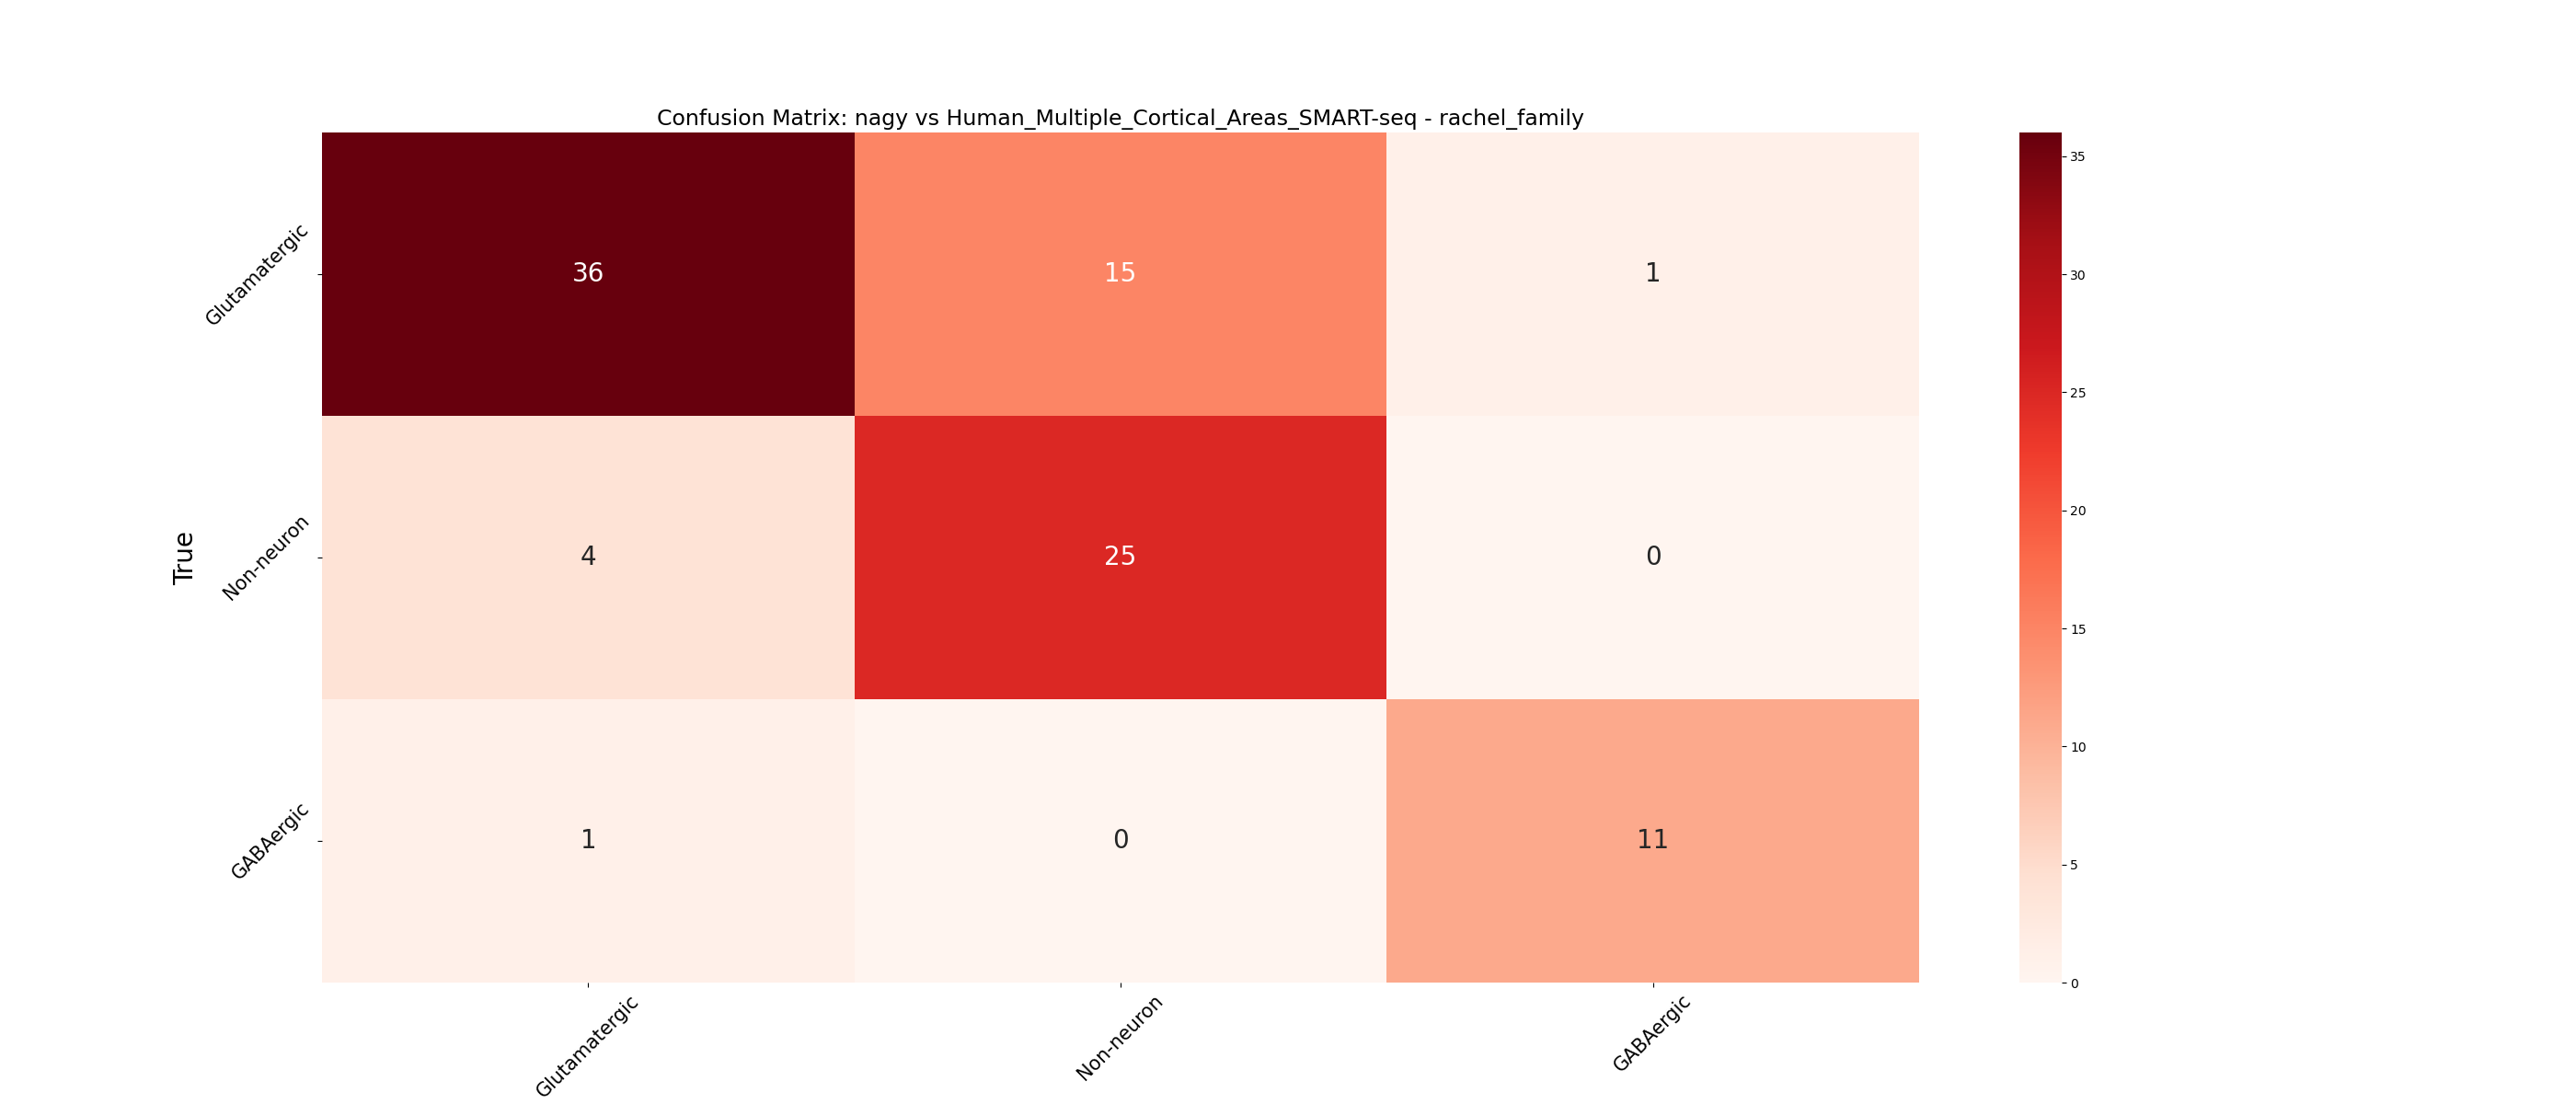 Confusion Matrix: nagy vs Human_Multiple_Cortical_Areas_SMART-seq - rachel_family
Glutamatergic
36
15
1
Non-neuron
4
25
0
GABAergic
1
0
11
True
Glutamatergic
Non-neuron
GABAergic
35
30
25
20
15
10
5
0